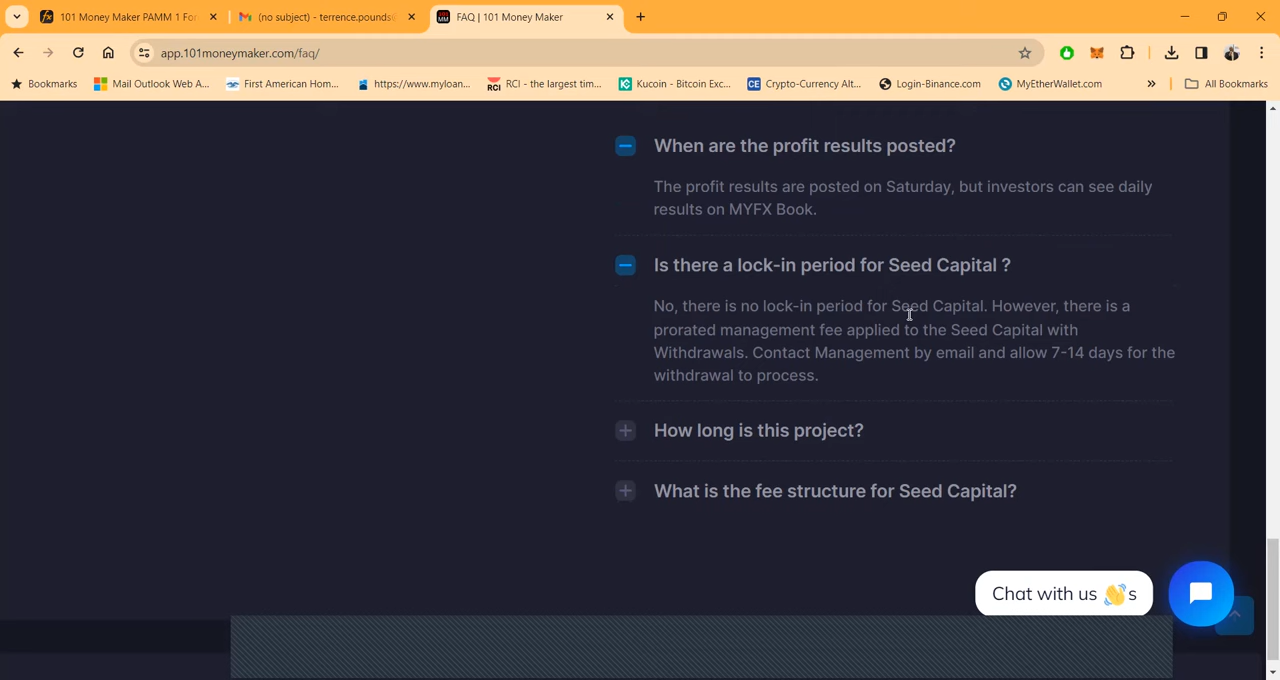 101 Money Maker PAMM 1 For
(no subject) - terrence.pounds
FAQ | 101 Money Maker
app.101moneymaker.com/faq/
Bookmarks
Mail Outlook Web A...
First American Hom...
https://www.myloan...
RCI
RCI - the largest tim...
Kucoin - Bitcoin Exc...
CE
Crypto-Currency Alt...
Login-Binance.com
MyEtherWallet.com
All Bookmarks
When are the profit results posted?
The profit results are posted on Saturday, but investors can see daily
results on MYFX Book.
Is there a lock-in period for Seed Capital ?
No, there is no lock-in period for Seed Capital. However, there is a
prorated management fee applied to the Seed Capital with
Withdrawals. Contact Management by email and allow 7-14 days for the
withdrawal to process.
How long is this project?
What is the fee structure for Seed Capital?
Chat with us 👋s